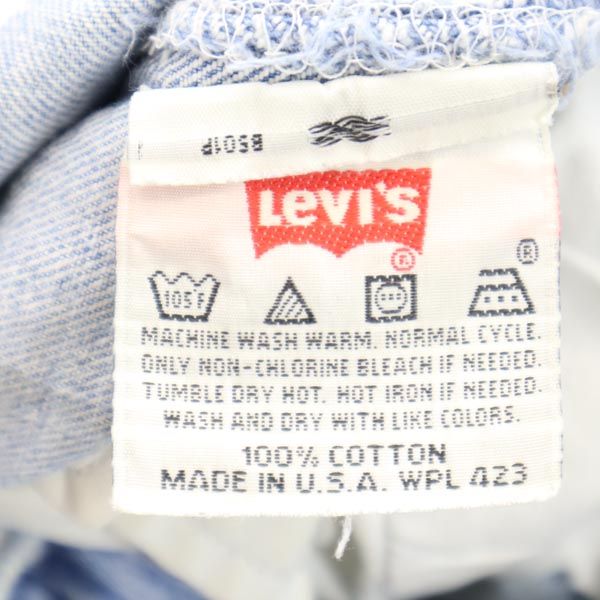 B501P
LEVI'S
®
®
105F
MACHINE WASH WARM. NORMAL CYCLE.
ONLY NON-CHLORINE BLEACH IF NEEDED.
TUMBLE DRY HOT. HOT IRON IF NEEDED.
WASH AND DRY WITH LIKE COLORS.
100% COTTON
MADE IN U.S.A. WPL 423